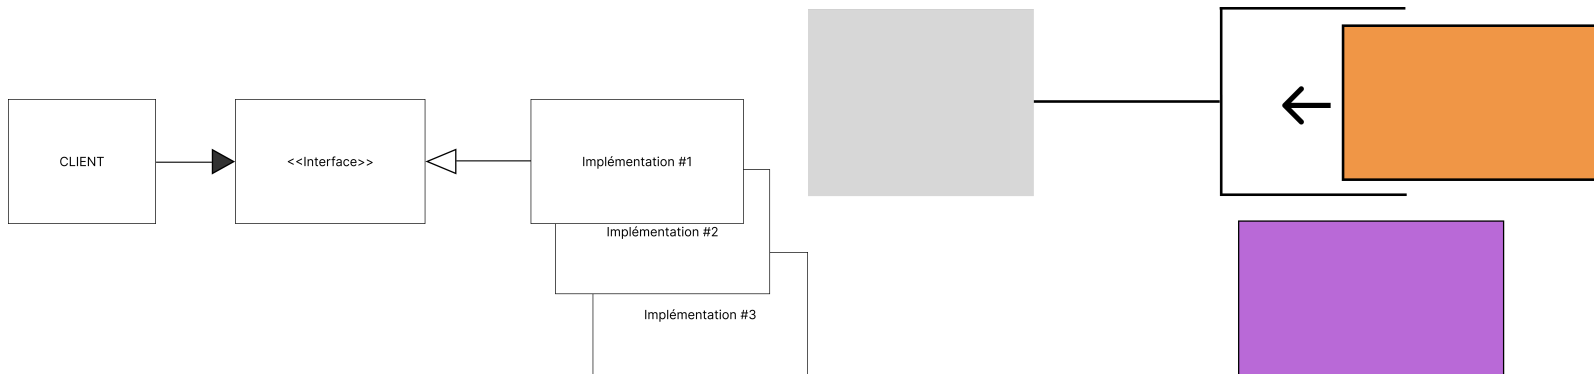 CLIENT
<<Interface>>
Implémentation #1
Implémentation #2
Implémentation #3